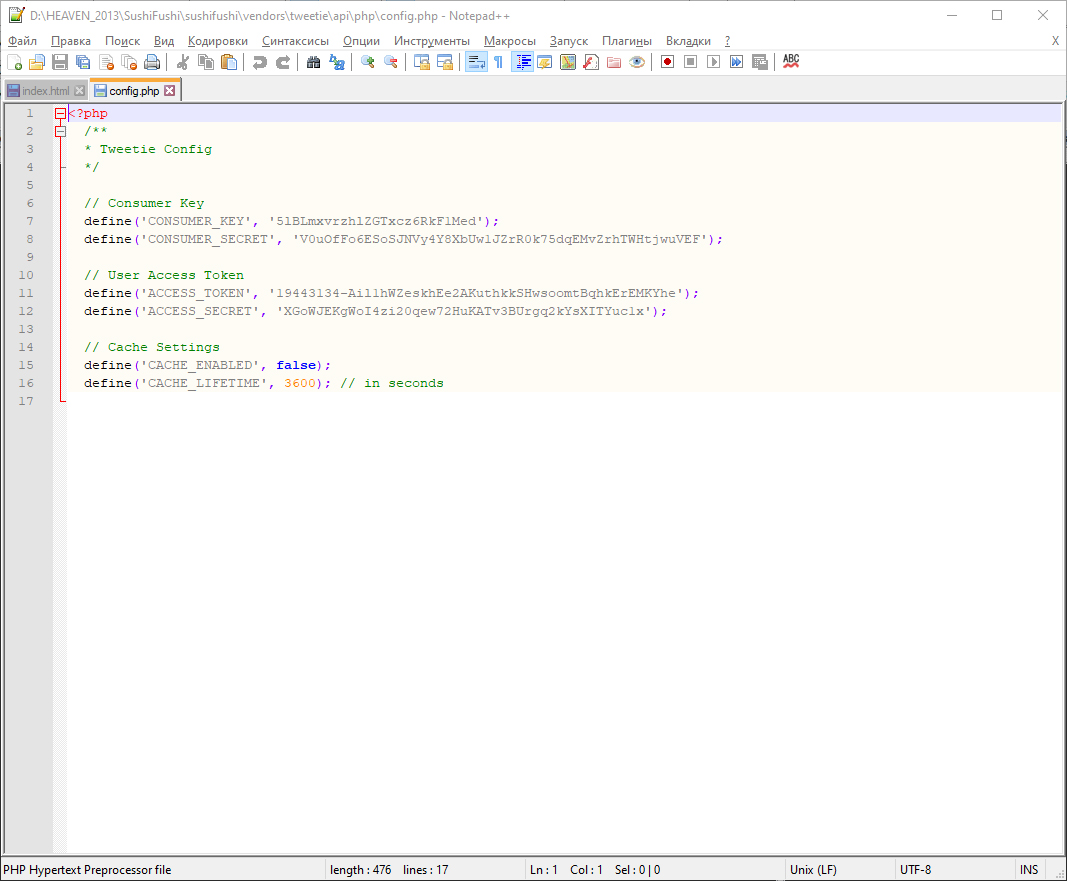 D:\HEAVEN_2013\SushiFushi\sushifushi\vendors\tweetie\api\php\config.php - Notepad++
Файл Правка Поиск Вид Кодировки Синтаксисы Опции Инструменты Макросы Запуск Плагины Вкладки ? X
ABC
index.html config.php
1 <?php
2 /**
3 * Tweetie Config
4 */
5
6 // Consumer Key
7 define('CONSUMER_KEY', '5lBLmxvrzhlZGTxcz6RkFlMed');
8 define('CONSUMER_SECRET', 'V0uOfFo6ESoSJNVy4Y8XbUwlJZrR0k75dqEMvZrhTWHtjwuVEF');
9
10 // User Access Token
11 define('ACCESS_TOKEN', '19443134-AillhWZeskhEe2AKuthkkSHwsoomtBqhkErEMKYhe');
12 define('ACCESS_SECRET', 'XGoWJEKgWoI4zi20qew72HuKATv3BUrgq2kYsXITYuclx');
13
14 // Cache Settings
15 define('CACHE_ENABLED', false);
16 define('CACHE_LIFETIME', 3600); // in seconds
17
PHP Hypertext Preprocessor file length : 476 lines : 17 Ln : 1 Col : 1 Sel : 0 | 0 Unix (LF) UTF-8 INS